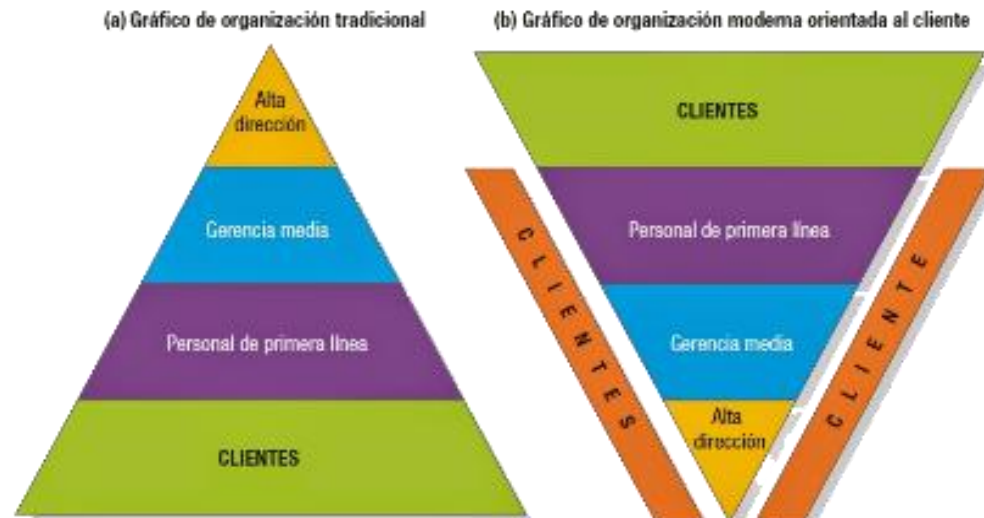 (a) Gráfico de organización tradicional
Alta
dirección
Gerencia media
Personal de primera línea
CLIENTES
(b) Gráfico de organización moderna orientada al cliente
CLIENTES
Personal de primera línea
Gerencia media
Alta
dirección
CLIENTES
CLIENTE